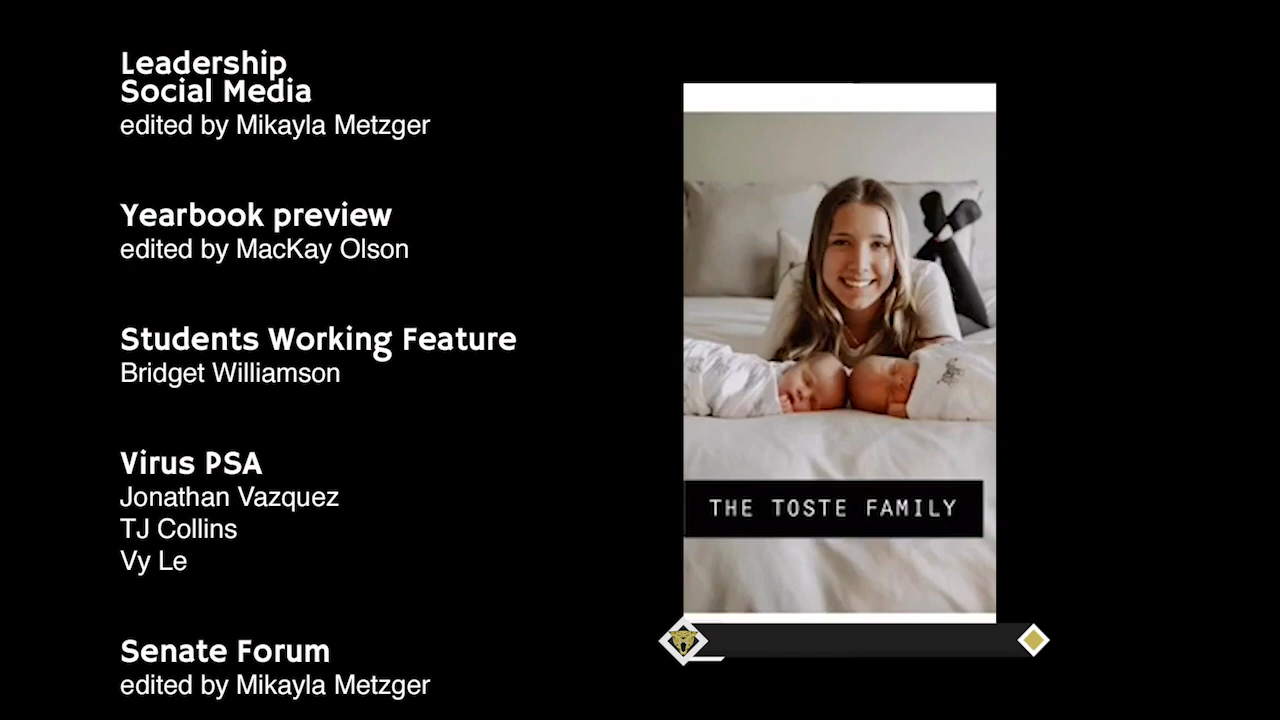 Leadership
Social Media
edited by Mikayla Metzger
Yearbook preview
edited by MacKay Olson
Students Working Feature
Bridget Williamson
Virus PSA
Jonathan Vazquez
TJ Collins
Vy Le
Senate Forum
edited by Mikayla Metzger
THE TOSTE FAMILY